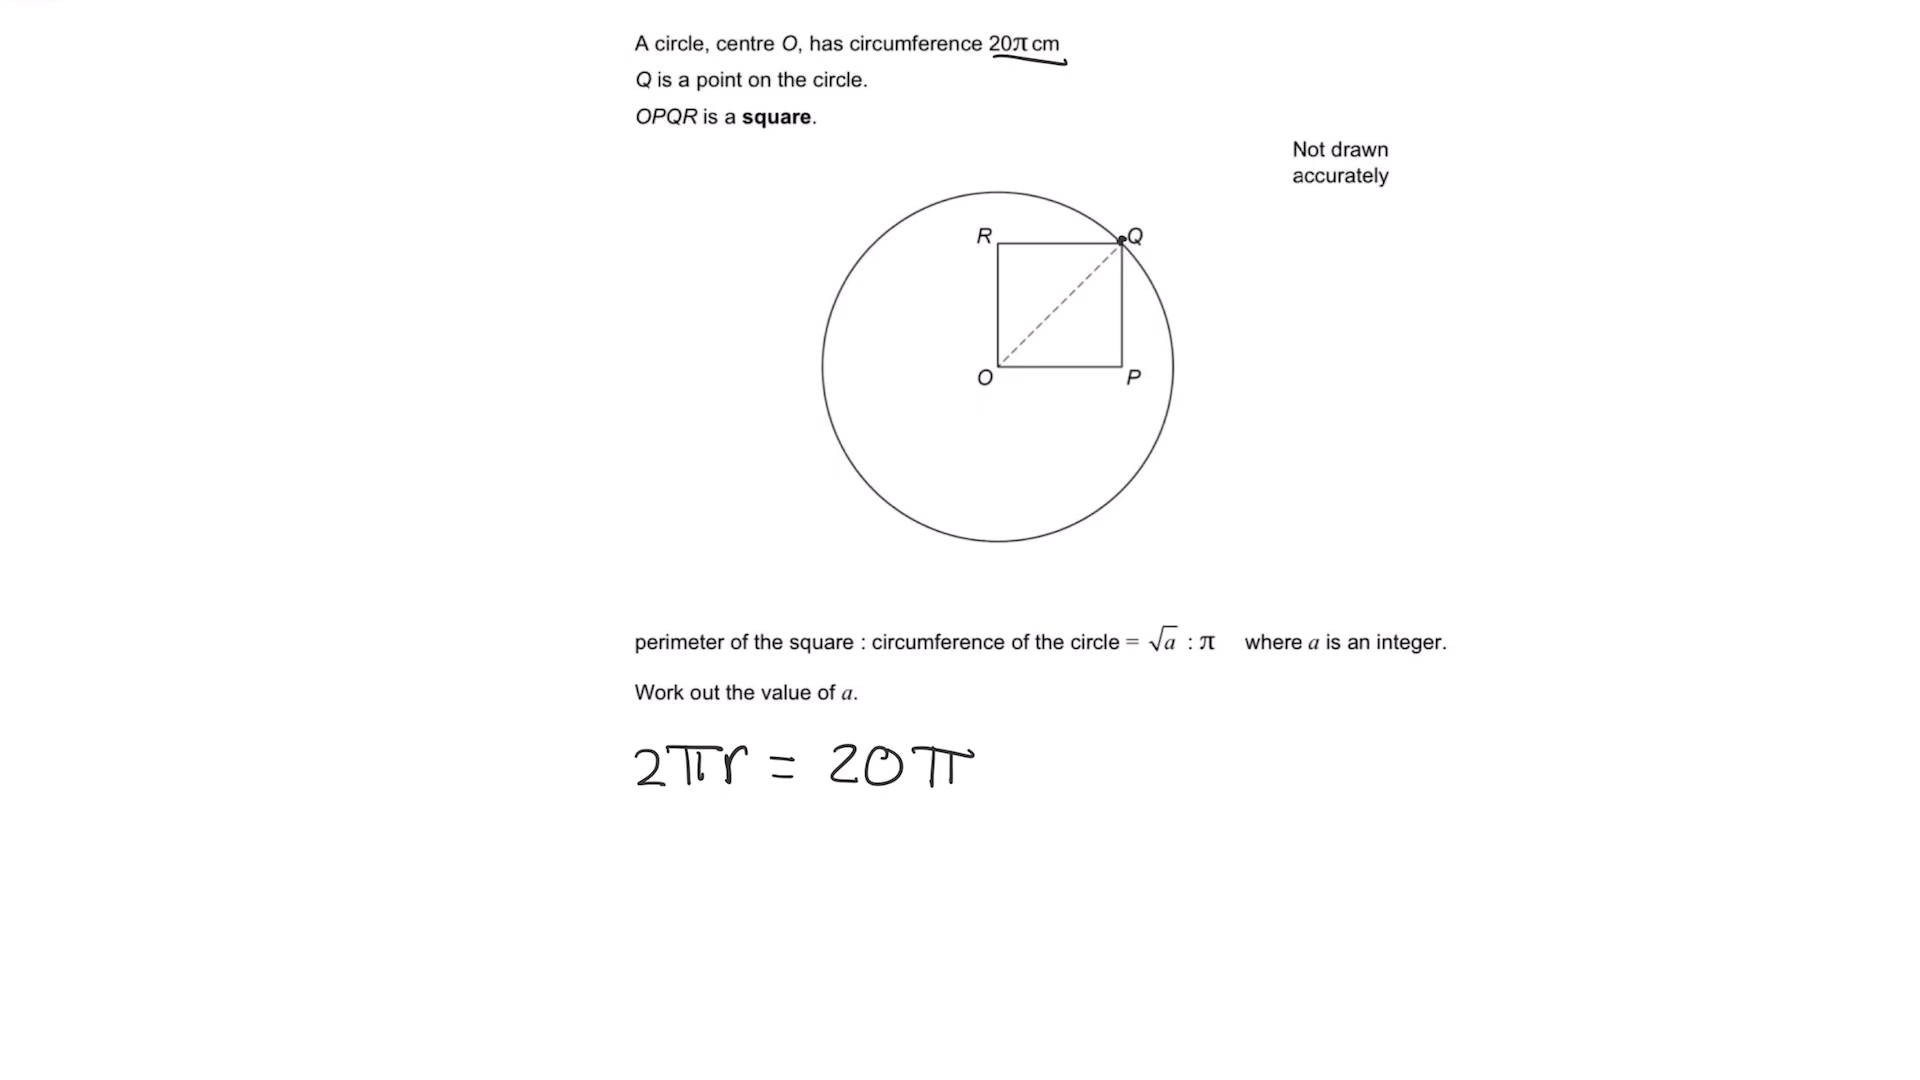 A circle, centre O, has circumference 20π cm
Q is a point on the circle.
OPQR is a square.
Not drawn
accurately
R
Q
O
P
perimeter of the square : circumference of the circle = √a : π where a is an integer.
Work out the value of a.
2πr = 20π